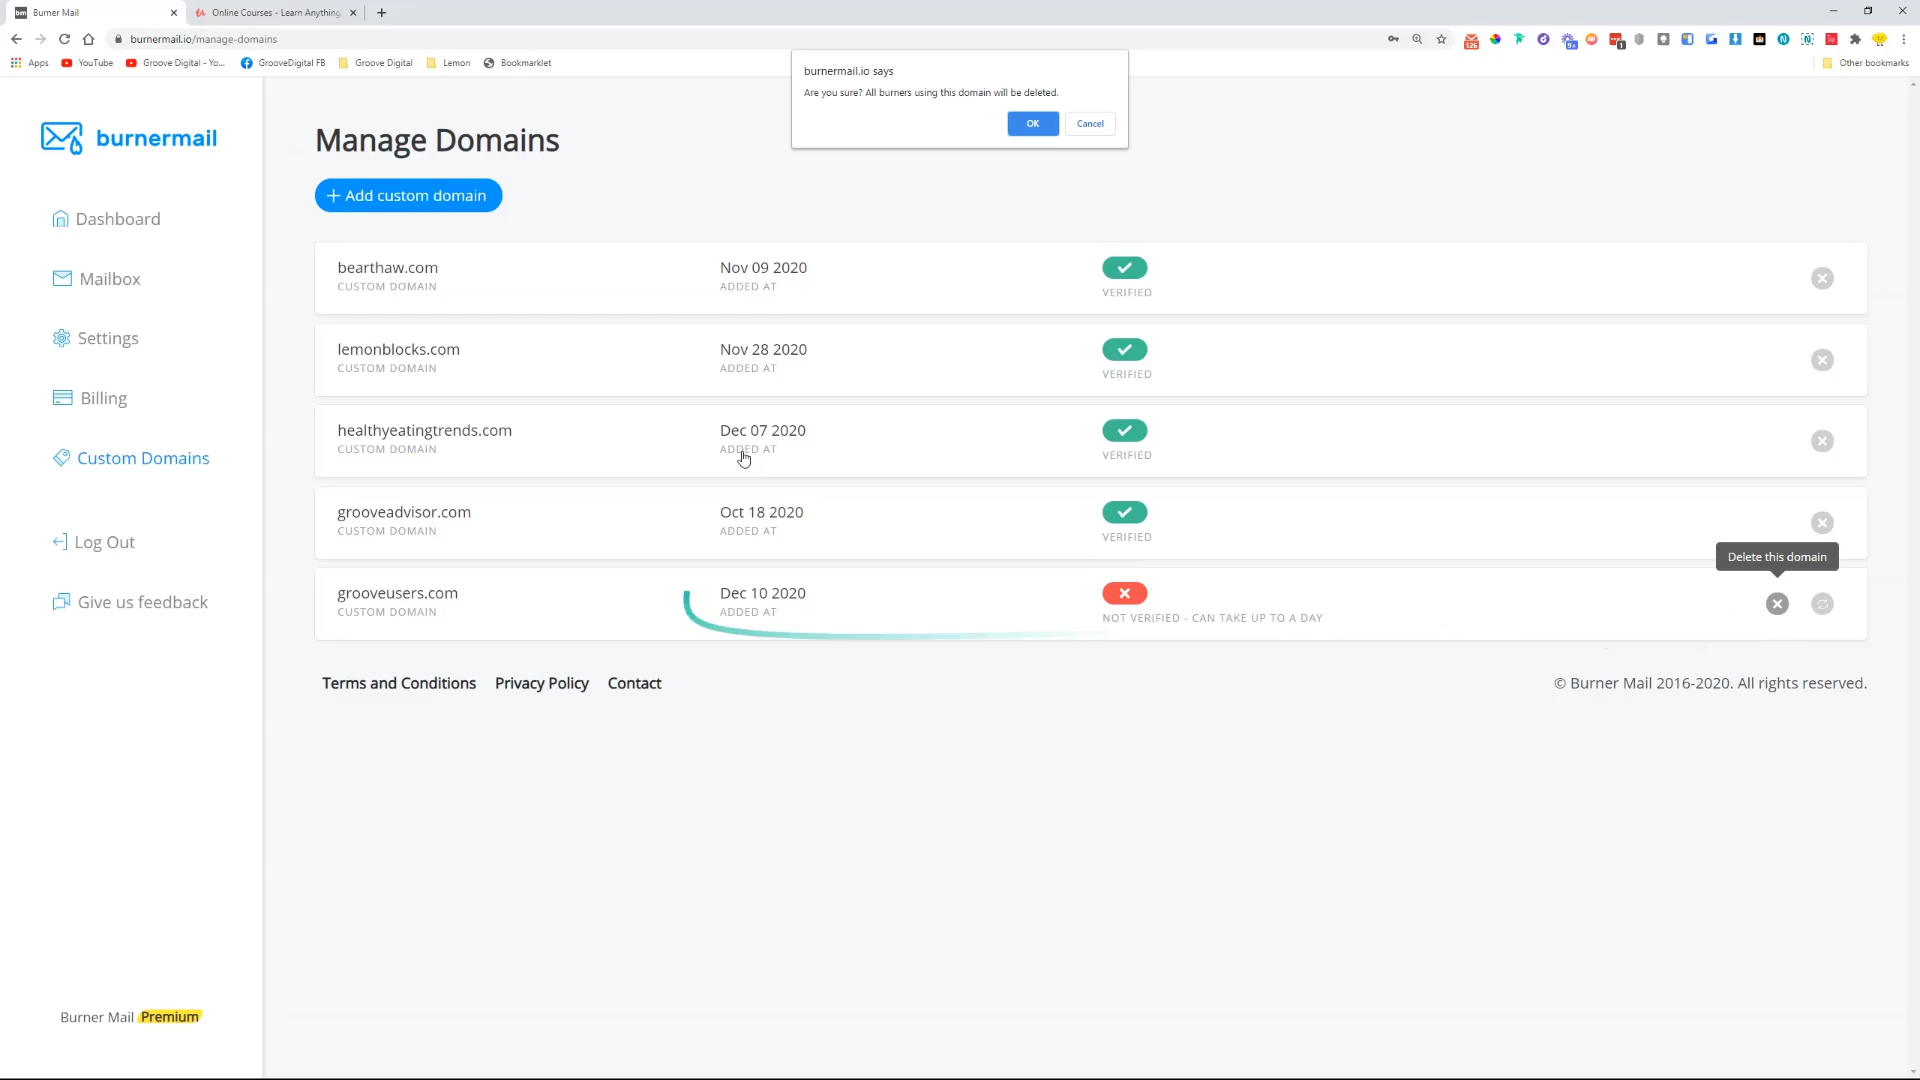 bm Burner Mail
Online Courses - Learn Anything
burnermail.io/manage-domains
126
9+
1
Apps
YouTube
Groove Digital - Yo...
GrooveDigital FB
Groove Digital
Lemon
Bookmarklet
Other bookmarks
burnermail.io says
Are you sure? All burners using this domain will be deleted.
OK
Cancel
burnermail
Dashboard
Mailbox
Settings
Billing
Custom Domains
Log Out
Give us feedback
Burner Mail Premium
Manage Domains
+ Add custom domain
bearthaw.com
CUSTOM DOMAIN
Nov 09 2020
ADDED AT
VERIFIED
lemonblocks.com
CUSTOM DOMAIN
Nov 28 2020
ADDED AT
VERIFIED
healthyeatingtrends.com
CUSTOM DOMAIN
Dec 07 2020
ADDED AT
VERIFIED
grooveadvisor.com
CUSTOM DOMAIN
Oct 18 2020
ADDED AT
VERIFIED
Delete this domain
grooveusers.com
CUSTOM DOMAIN
Dec 10 2020
ADDED AT
NOT VERIFIED - CAN TAKE UP TO A DAY
Terms and Conditions
Privacy Policy
Contact
© Burner Mail 2016-2020. All rights reserved.